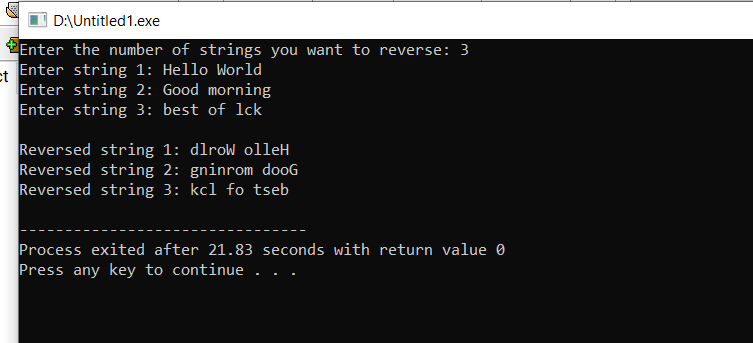 D:\Untitled1.exe
ct
Enter the number of strings you want to reverse: 3
Enter string 1: Hello World
Enter string 2: Good morning
Enter string 3: best of lck
Reversed string 1: dlroW olleH
Reversed string 2: gninrom dooG
Reversed string 3: kcl fo tseb
--------------------------------
Process exited after 21.83 seconds with return value 0
Press any key to continue . . .